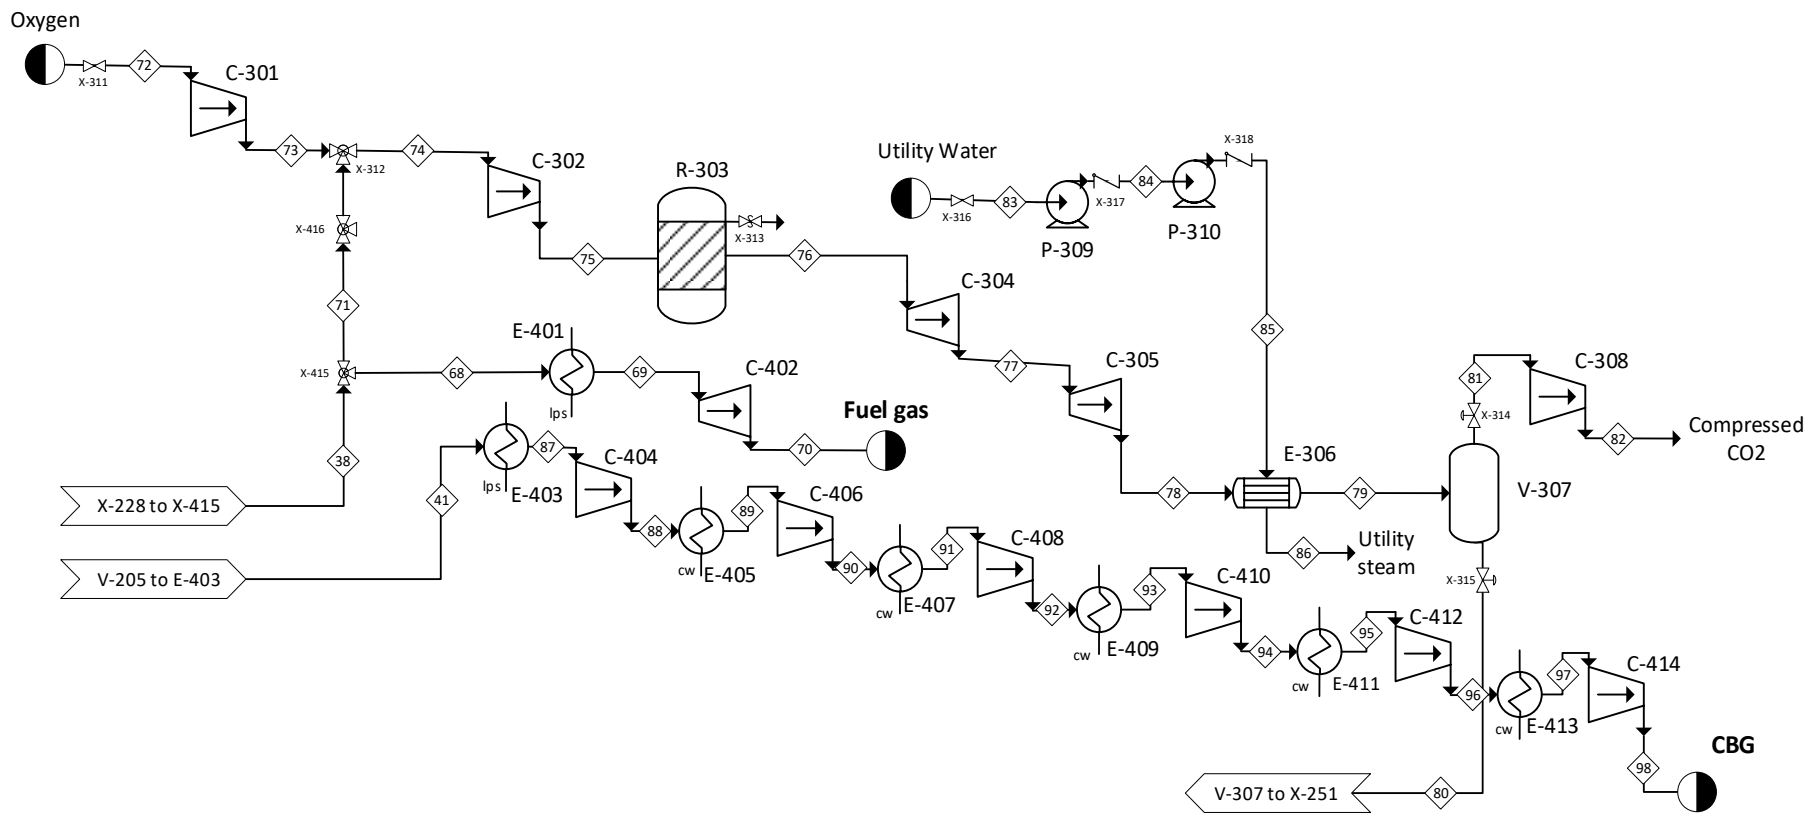 Oxygen
72
X-311
C-301
73
X-312
74
C-302
X-416
71
X-415
38
X-228 to X-415
V-205 to E-403
41
75
R-303
X-313
76
Utility Water
X-316
83
P-309
X-317
84
P-310
X-318
85
C-304
77
C-305
78
E-306
79
86
Utility
steam
V-307
X-314
81
C-308
82
Compressed
CO2
X-315
80
V-307 to X-251
68
E-401
lps
69
C-402
70
Fuel gas
lps
E-403
87
C-404
88
cw
E-405
89
C-406
90
cw
E-407
91
C-408
92
cw
E-409
93
C-410
94
cw
E-411
95
C-412
96
cw
E-413
97
C-414
98
CBG